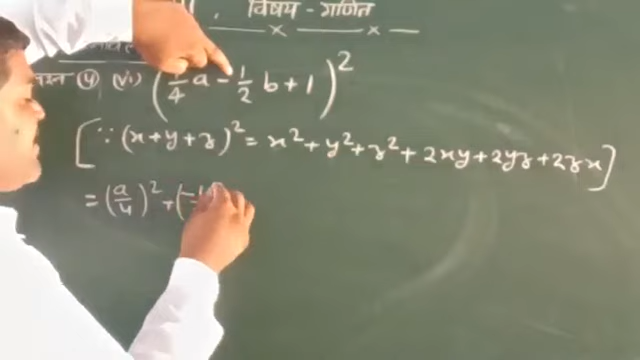 विषय - गणित
—×——×—
प्रश्न (4) (vi) (1/4 a - 1/2 b + 1)²
[∵ (x+y+z)² = x² + y² + z² + 2xy + 2yz + 2zx]
= (a/4)² + (-1